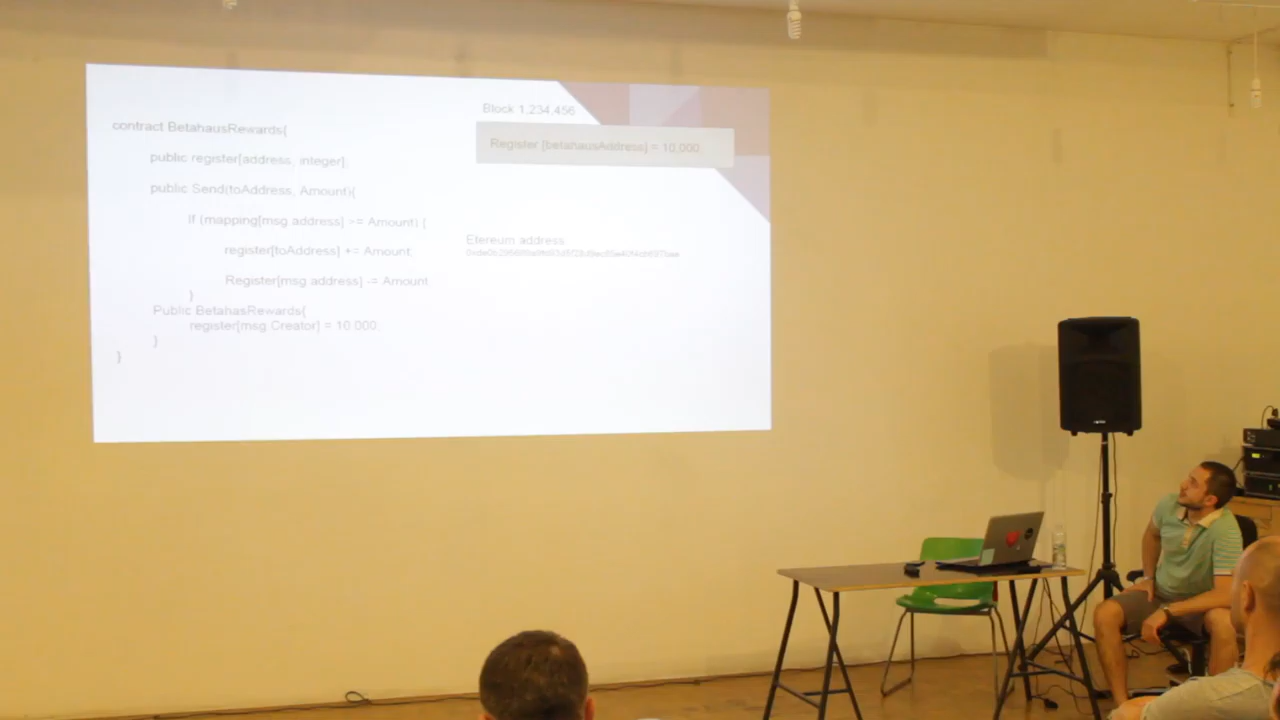 contract BetahausRewards{
public register[address, integer];
public Send(toAddress, Amount){
If (mapping[msg.address] >= Amount) {
register[toAddress] += Amount;
Register[msg.address] -= Amount.
}
Public BetahasRewards{
register[msg.Creator] = 10,000;
}
}
Block 1,234,456
Register [betahausAddress] = 10,000;
Etereum address